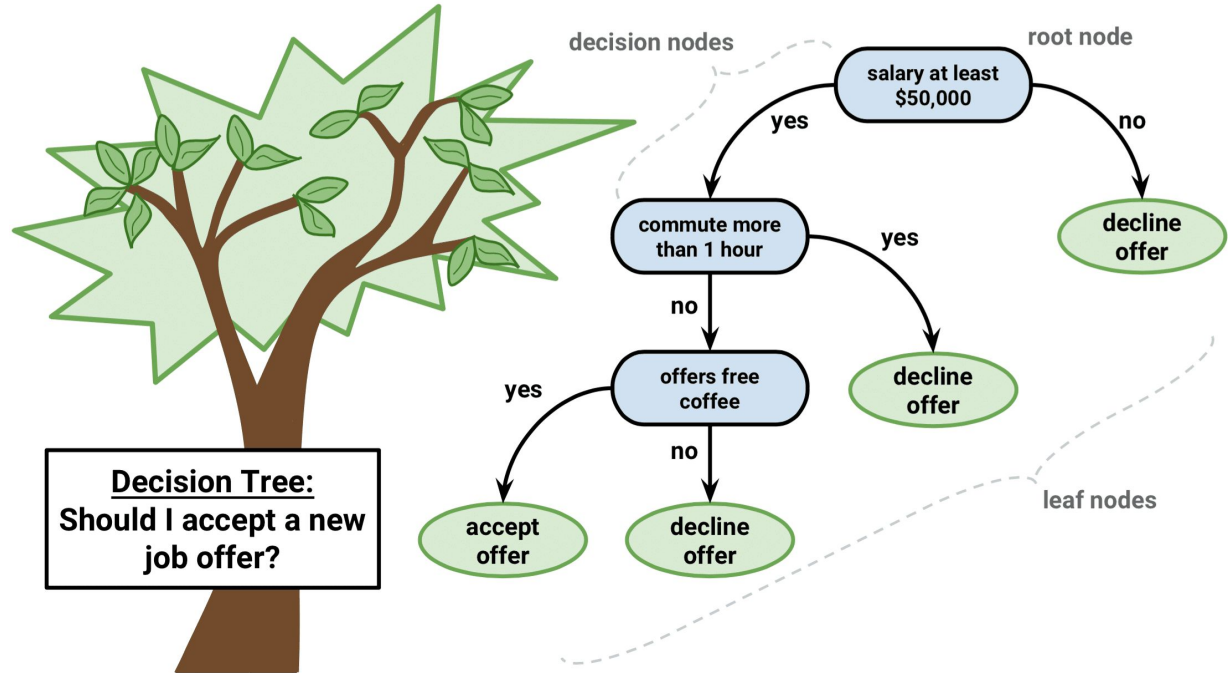 decision nodes
root node
salary at least
$50,000
yes
no
commute more
than 1 hour
yes
decline
offer
no
offers free
coffee
decline
offer
yes
no
accept
offer
decline
offer
leaf nodes
Decision Tree:
Should I accept a new
job offer?